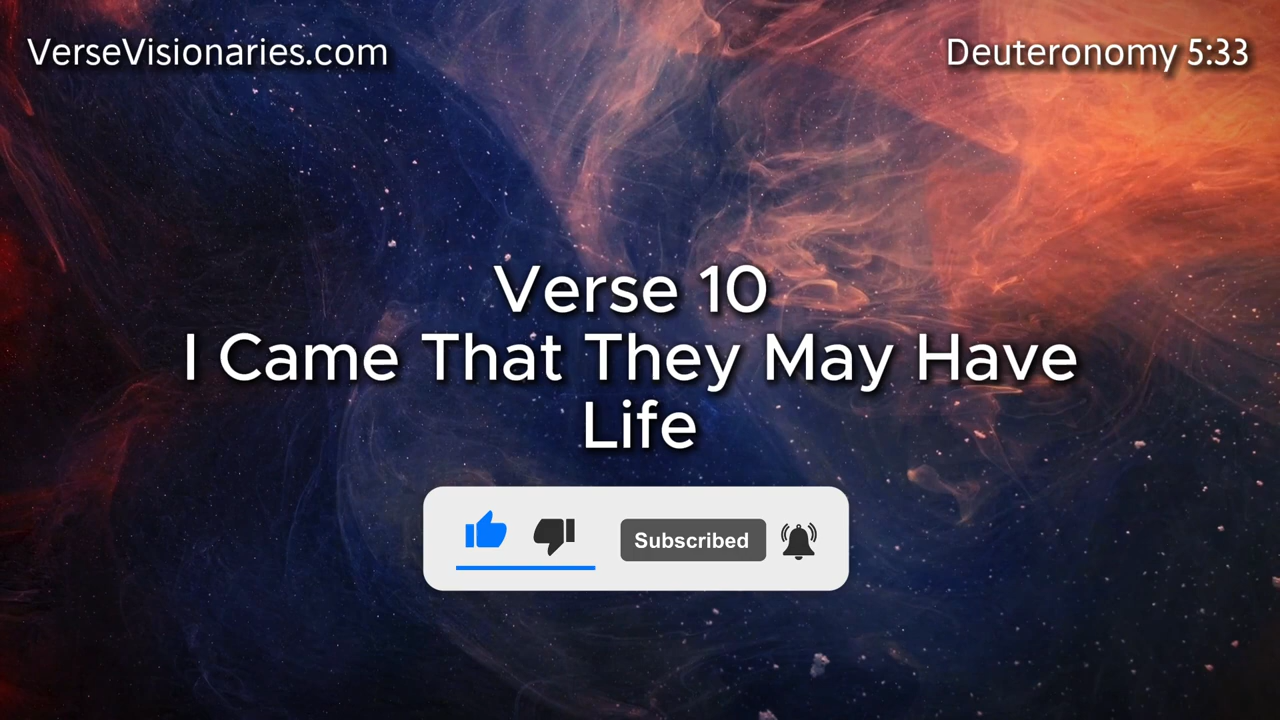 VerseVisionaries.com
Deuteronomy 5:33
Verse 10
I Came That They May Have
Life
Subscribed